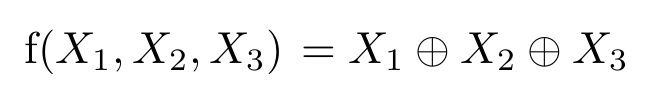 f(X₁, X₂, X₃) = X₁ ⊕ X₂ ⊕ X₃